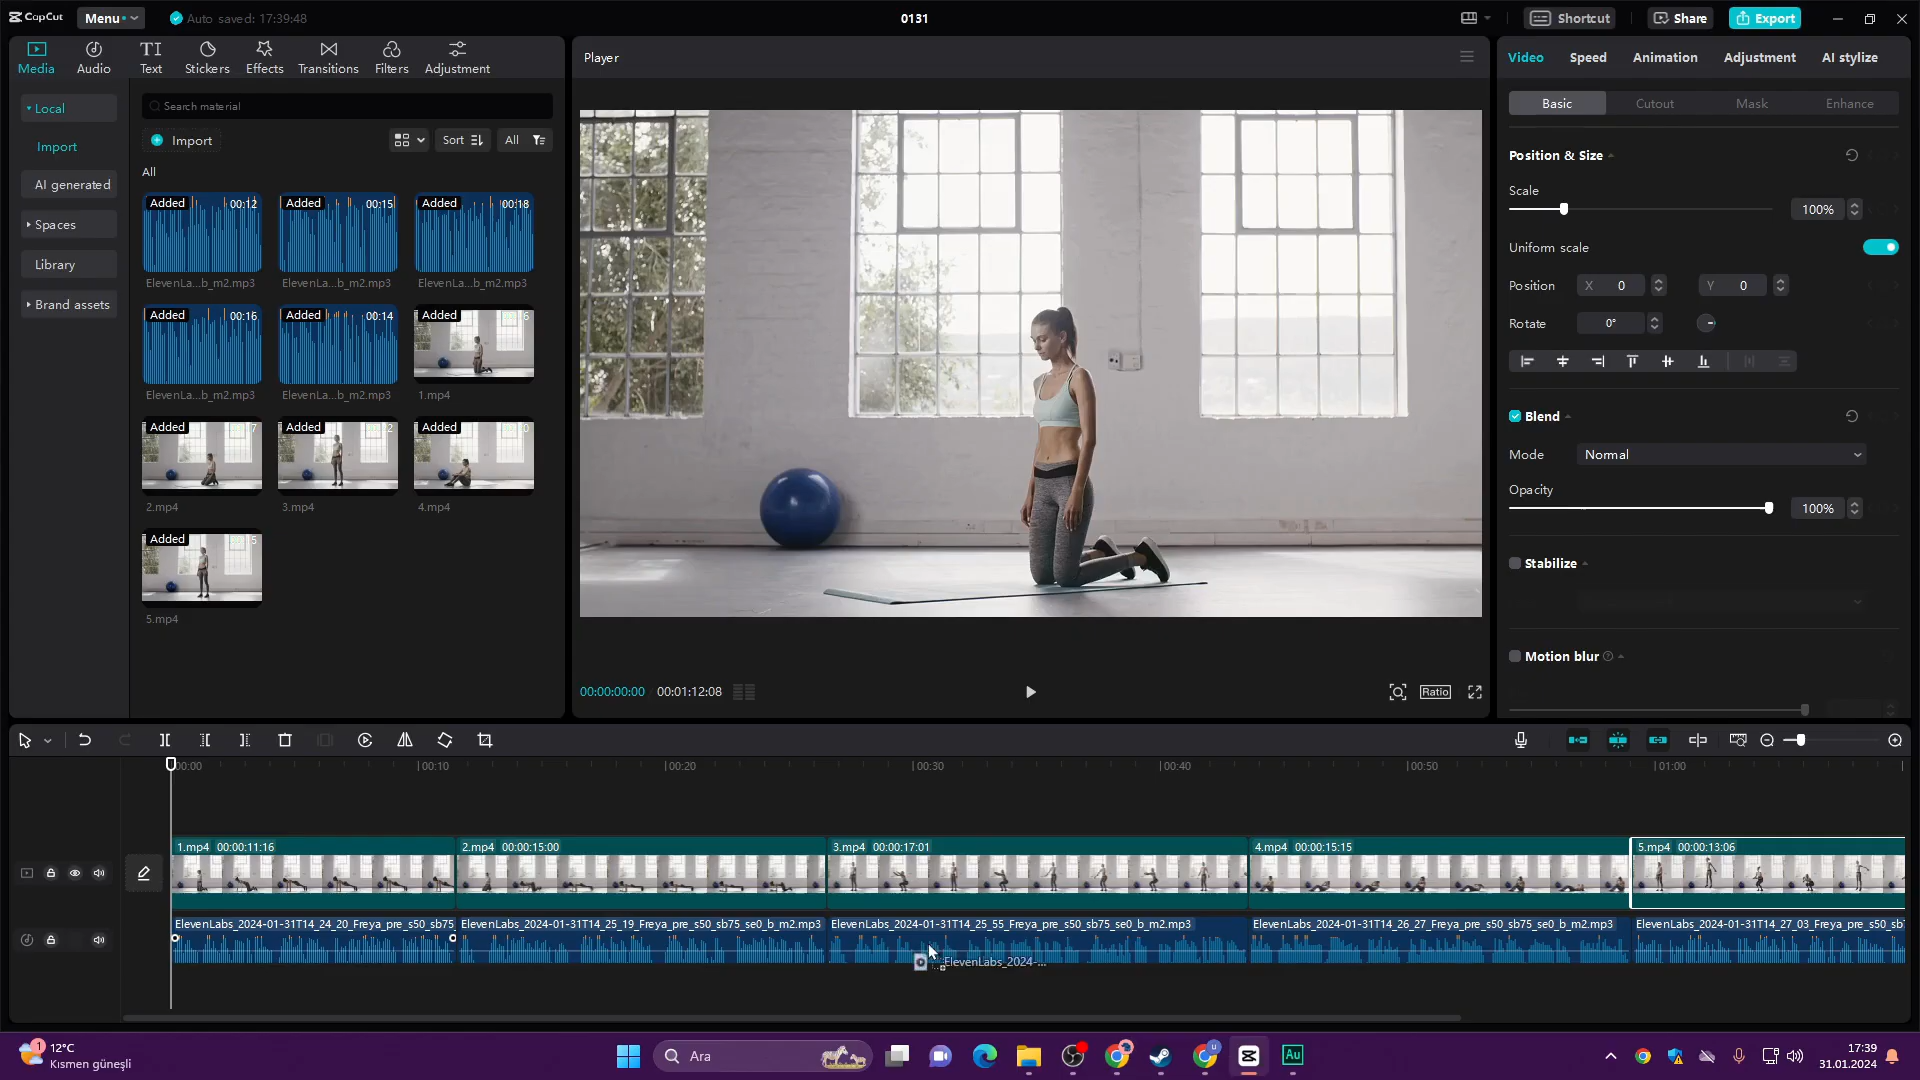 CapCut
Menu
Auto saved: 17:39:48
0131
Shortcut
Share
Export
Media
Audio
Text
Stickers
Effects
Transitions
Filters
Adjustment
Local
Import
AI generated
Spaces
Library
Brand assets
Search material
Import
Sort
All
All
Added 00:12
ElevenLa...b_m2.mp3
Added 00:15
ElevenLa...b_m2.mp3
Added 00:18
ElevenLa...b_m2.mp3
Added 00:16
ElevenLa...b_m2.mp3
Added 00:14
ElevenLa...b_m2.mp3
Added
1.mp4
Added
2.mp4
Added
3.mp4
Added
4.mp4
Added
5.mp4
Player
00:00:00:00 00:01:12:08
Ratio
Video
Speed
Animation
Adjustment
AI stylize
Basic
Cutout
Mask
Enhance
Position & Size
Scale
100%
Uniform scale
Position X 0 Y 0
Rotate 0°
Blend
Mode Normal
Opacity
100%
Stabilize
Motion blur
00:00 00:10 00:20 00:30 00:40 00:50 01:00
1.mp4 00:00:11:16
2.mp4 00:00:15:00
3.mp4 00:00:17:01
4.mp4 00:00:15:15
5.mp4 00:00:13:06
ElevenLabs_2024-01-31T14_24_20_Freya_pre_s50_sb75
ElevenLabs_2024-01-31T14_25_19_Freya_pre_s50_sb75_se0_b_m2.mp3
ElevenLabs_2024-01-31T14_25_55_Freya_pre_s50_sb75_se0_b_m2.mp3
ElevenLabs_2024-01-31T14_26_27_Freya_pre_s50_sb75_se0_b_m2.mp3
ElevenLabs_2024-01-31T14_27_03_Freya_pre_s50_sb7
ElevenLabs_2024-...
1
12°C
Kısmen güneşli
Ara
Au
17:39
31.01.2024